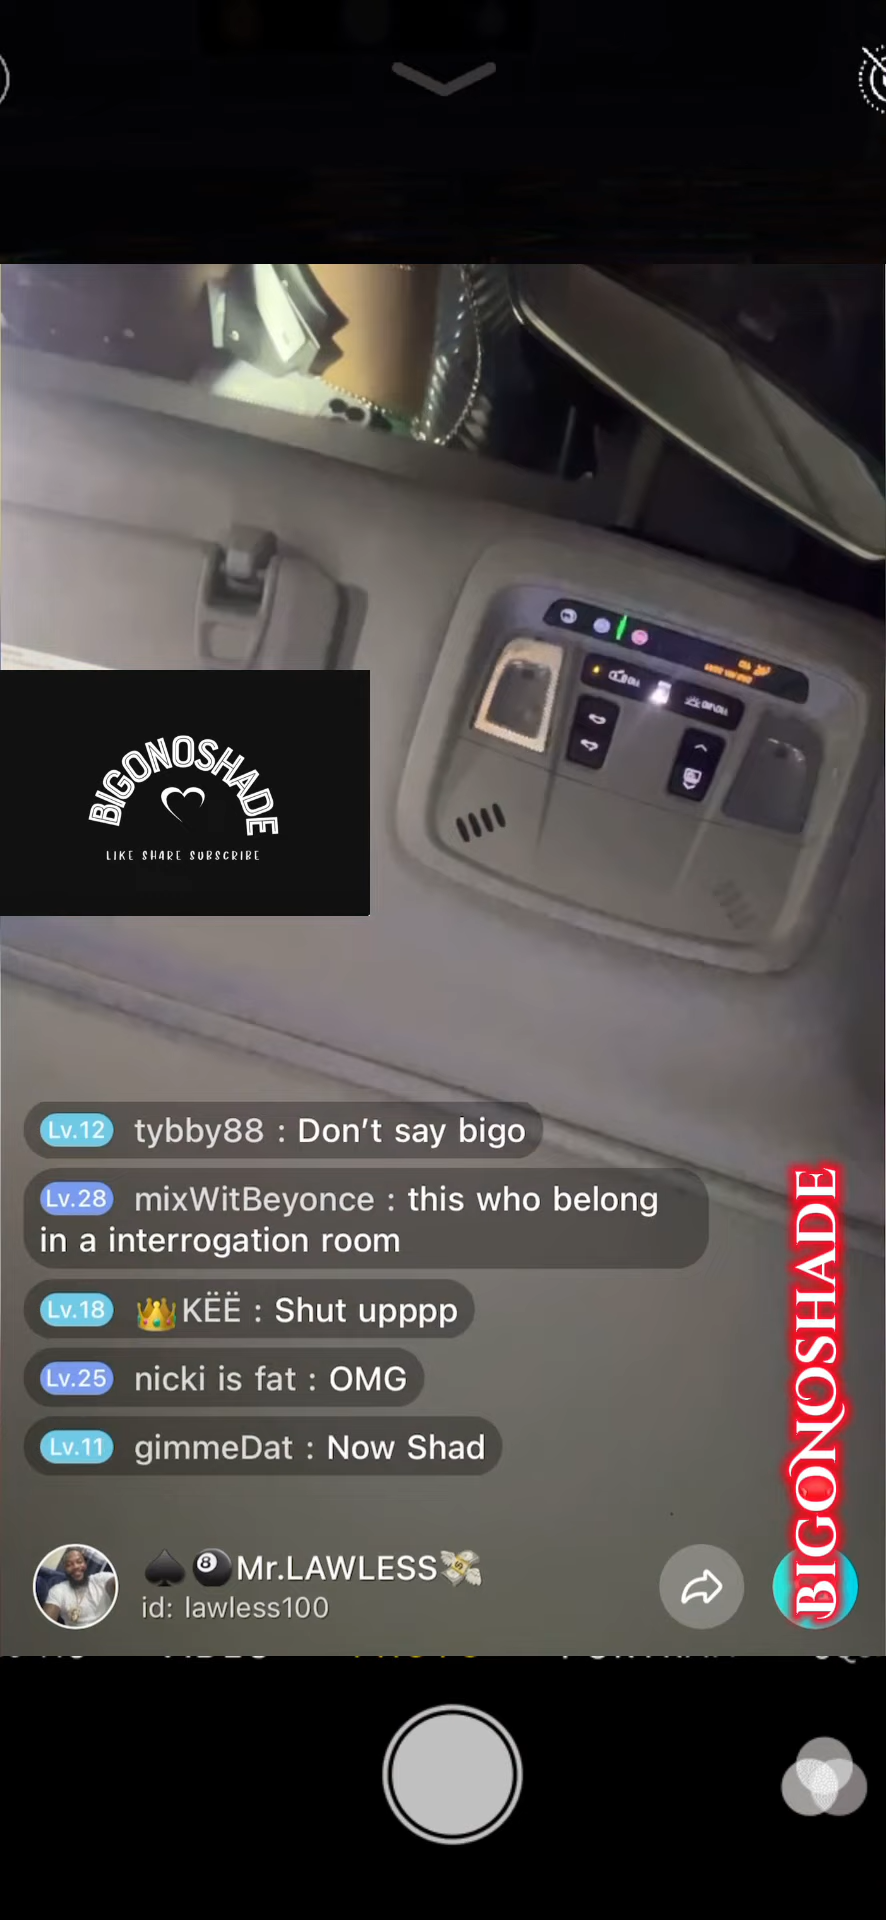 BIGONOSHADE
LIKE SHARE SUBSCRIBE
Lv.12 tybby88 : Don’t say bigo
Lv.28 mixWitBeyonce : this who belong
in a interrogation room
Lv.18 👑KËË : Shut upppp
Lv.25 nicki is fat : OMG
Lv.11 gimmeDat : Now Shad
BIGONOSHADE
♠️🎱Mr.LAWLESS💸
id: lawless100